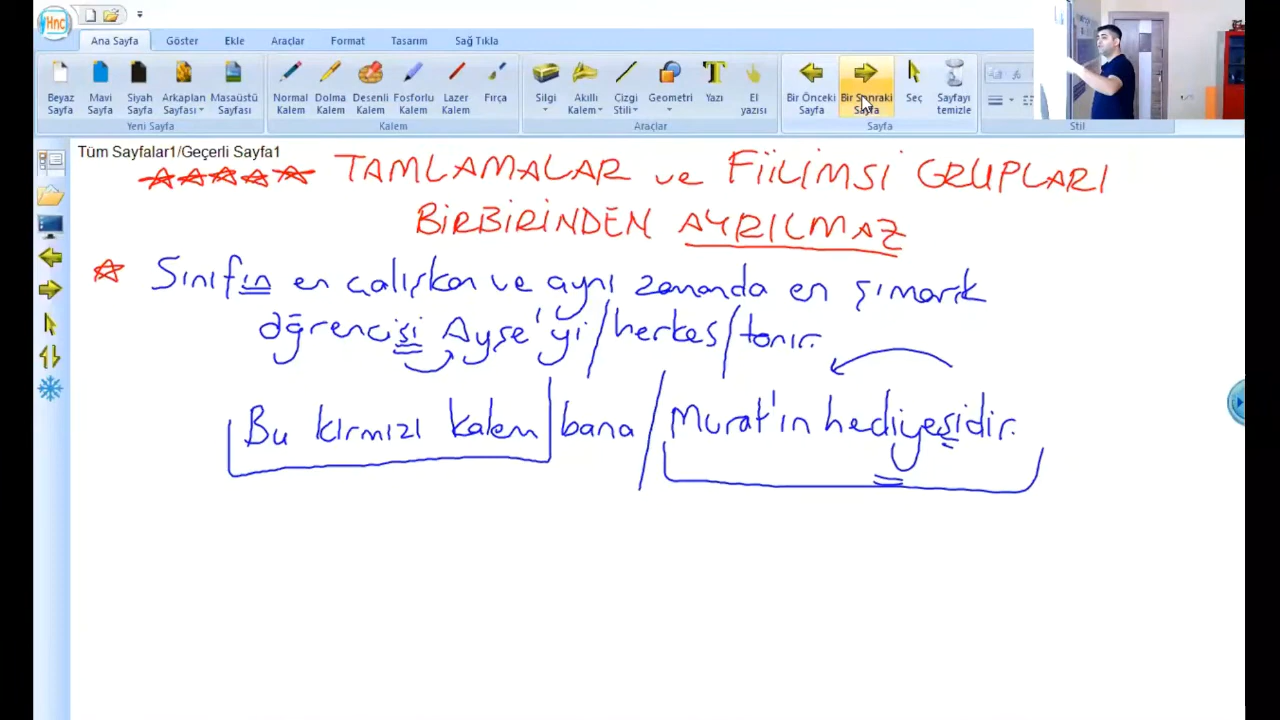 Hnc
Ana Sayfa Göster Ekle Araçlar Format Tasarım Sağ Tıkla
Beyaz Sayfa Mavi Sayfa Siyah Sayfa Arkaplan Sayfası Masaüstü Sayfası Normal Kalem Dolma Kalem Desenli Kalem Fosforlu Kalem Lazer Kalem Fırça Silgi Akıllı Kalem Çizgi Stili Geometri Yazı El yazısı Bir Önceki Sayfa Bir Sonraki Sayfa Seç Sayfayı temizle
Yeni Sayfa Kalem Araçlar Sayfa Stil
Tüm Sayfalar1/Geçerli Sayfa1
TAMLAMALAR ve FİİLİMSİ GRUPLARI
BİRBİRİNDEN AYRILMAZ
Sınıfın en çalışkan ve aynı zamanda en şımarık
öğrencisi Ayşe'yi / herkes / tanır.
Bu kırmızı kalem | bana / Murat'ın hediyesidir.